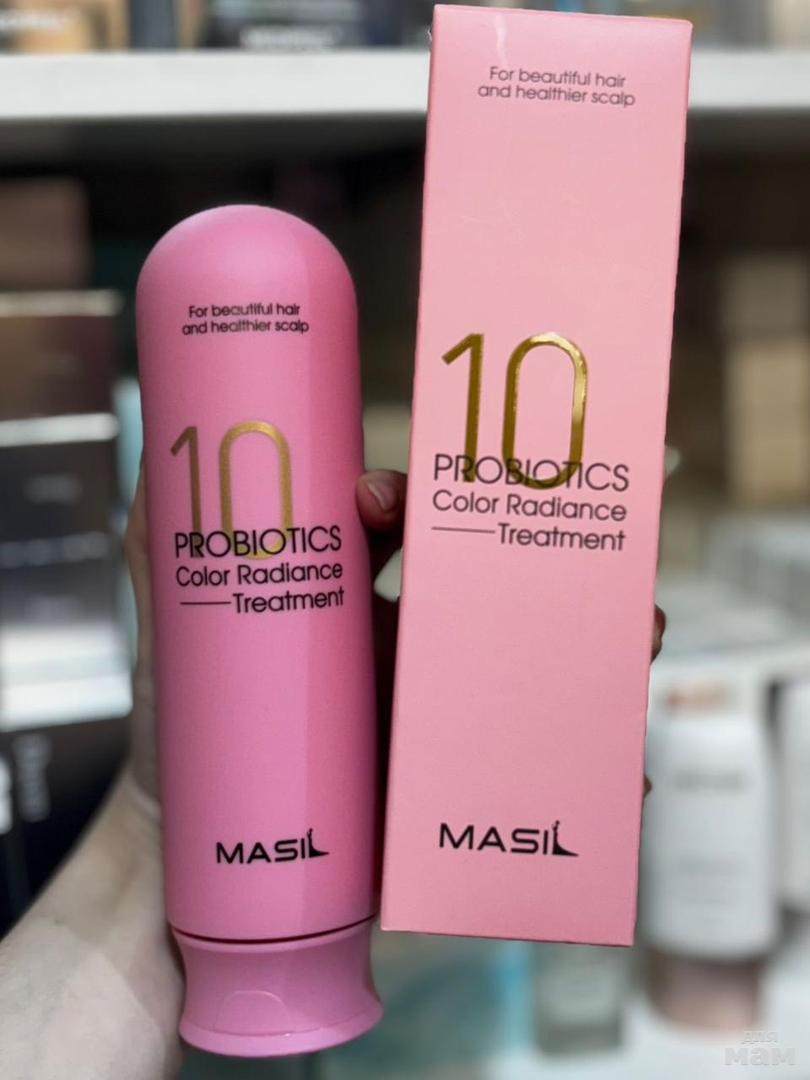 For beautiful hair
and healthier scalp
10
PROBIOTICS
Color Radiance
Treatment
MASIL
For beautiful hair
and healthier scalp
10
PROBIOTICS
Color Radiance
Treatment
MASIL
для
мам